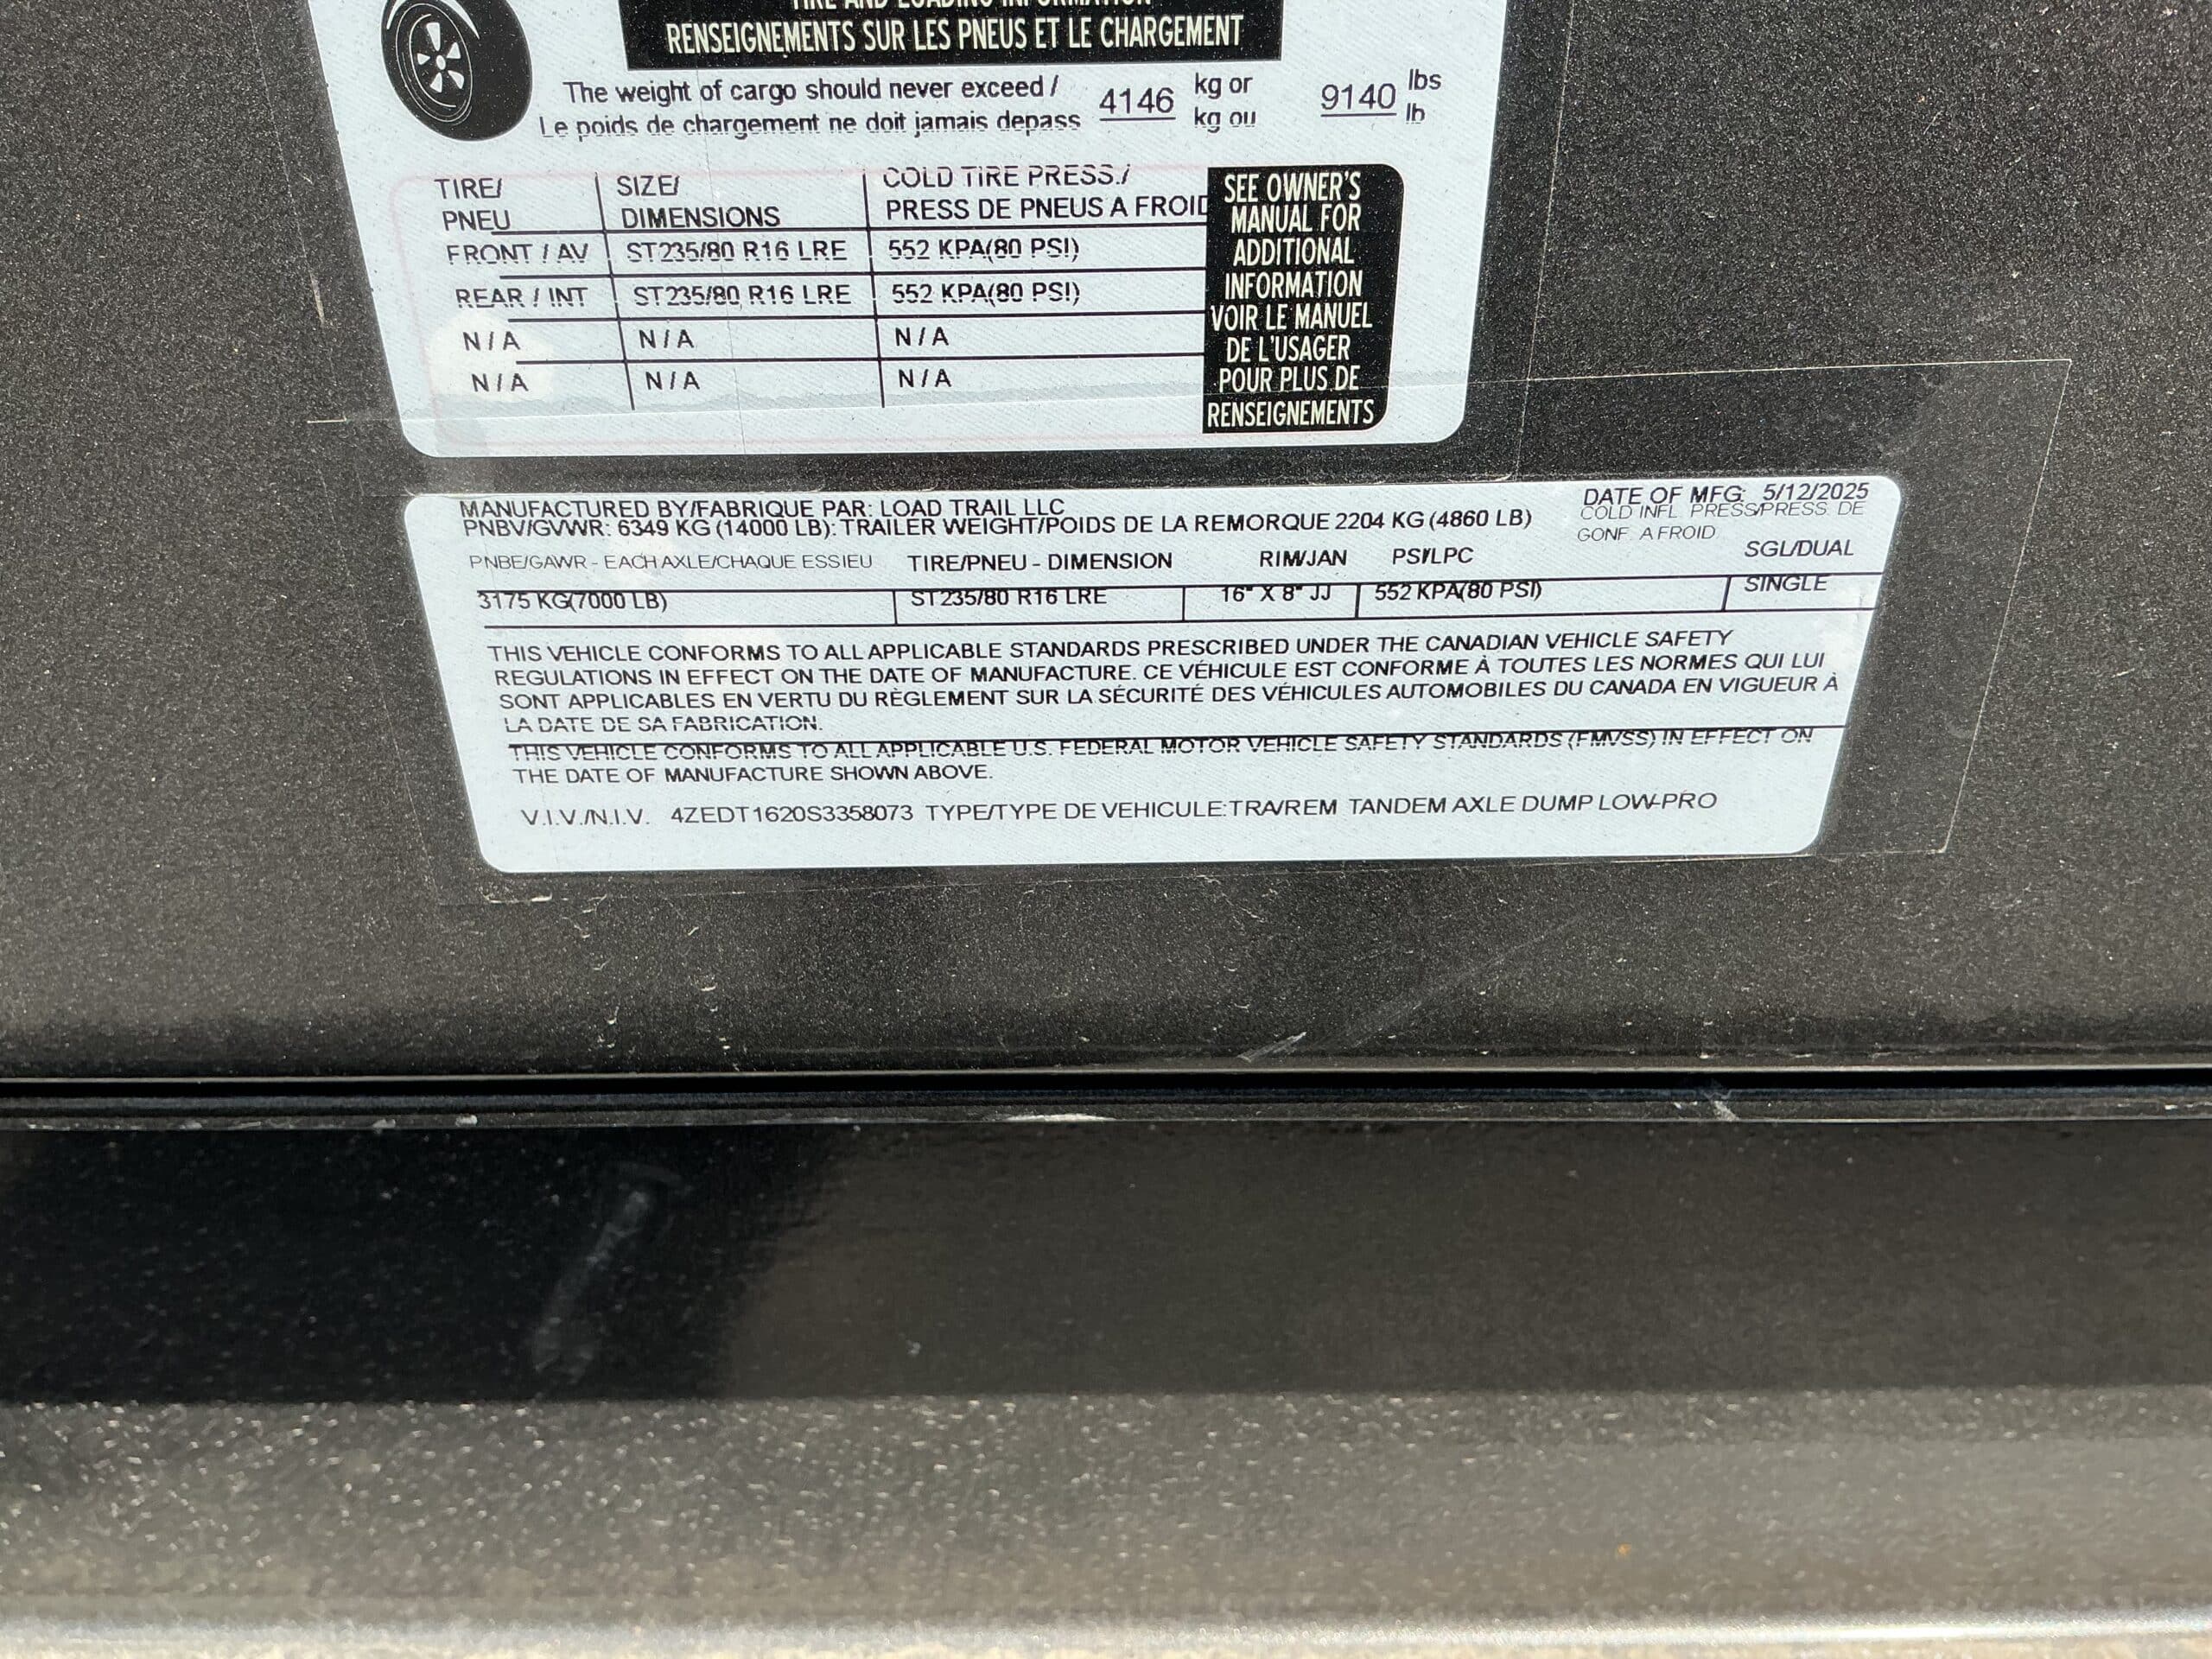 TIRE AND LOADING INFORMATION
RENSEIGNEMENTS SUR LES PNEUS ET LE CHARGEMENT
The weight of cargo should never exceed / 4146 kg or 9140 lbs
Le poids de chargement ne doit jamais depass kg ou lb
TIRE/ SIZE/ COLD TIRE PRESS./
PNEU DIMENSIONS PRESS DE PNEUS A FROID
FRONT / AV ST235/80 R16 LRE 552 KPA(80 PSI)
REAR / INT ST235/80 R16 LRE 552 KPA(80 PSI)
N/A N/A N/A
N/A N/A N/A
SEE OWNER'S
MANUAL FOR
ADDITIONAL
INFORMATION
VOIR LE MANUEL
DE L'USAGER
POUR PLUS DE
RENSEIGNEMENTS
MANUFACTURED BY/FABRIQUE PAR: LOAD TRAIL LLC DATE OF MFG: 5/12/2025
PNBV/GVWR: 6349 KG (14000 LB): TRAILER WEIGHT/POIDS DE LA REMORQUE 2204 KG (4860 LB) COLD INFL. PRESS/PRESS. DE
GONF. A FROID
PNBE/GAWR - EACH AXLE/CHAQUE ESSIEU TIRE/PNEU - DIMENSION RIM/JAN PSI/LPC SGL/DUAL
3175 KG(7000 LB) ST235/80 R16 LRE 16" X 8" JJ 552 KPA(80 PSI) SINGLE
THIS VEHICLE CONFORMS TO ALL APPLICABLE STANDARDS PRESCRIBED UNDER THE CANADIAN VEHICLE SAFETY
REGULATIONS IN EFFECT ON THE DATE OF MANUFACTURE. CE VÉHICULE EST CONFORME À TOUTES LES NORMES QUI LUI
SONT APPLICABLES EN VERTU DU RÈGLEMENT SUR LA SÉCURITÉ DES VÉHICULES AUTOMOBILES DU CANADA EN VIGUEUR À
LA DATE DE SA FABRICATION.
THIS VEHICLE CONFORMS TO ALL APPLICABLE U.S. FEDERAL MOTOR VEHICLE SAFETY STANDARDS (FMVSS) IN EFFECT ON
THE DATE OF MANUFACTURE SHOWN ABOVE.
V.I.V./N.I.V. 4ZEDT1620S3358073 TYPE/TYPE DE VEHICULE:TRA/REM TANDEM AXLE DUMP LOW-PRO